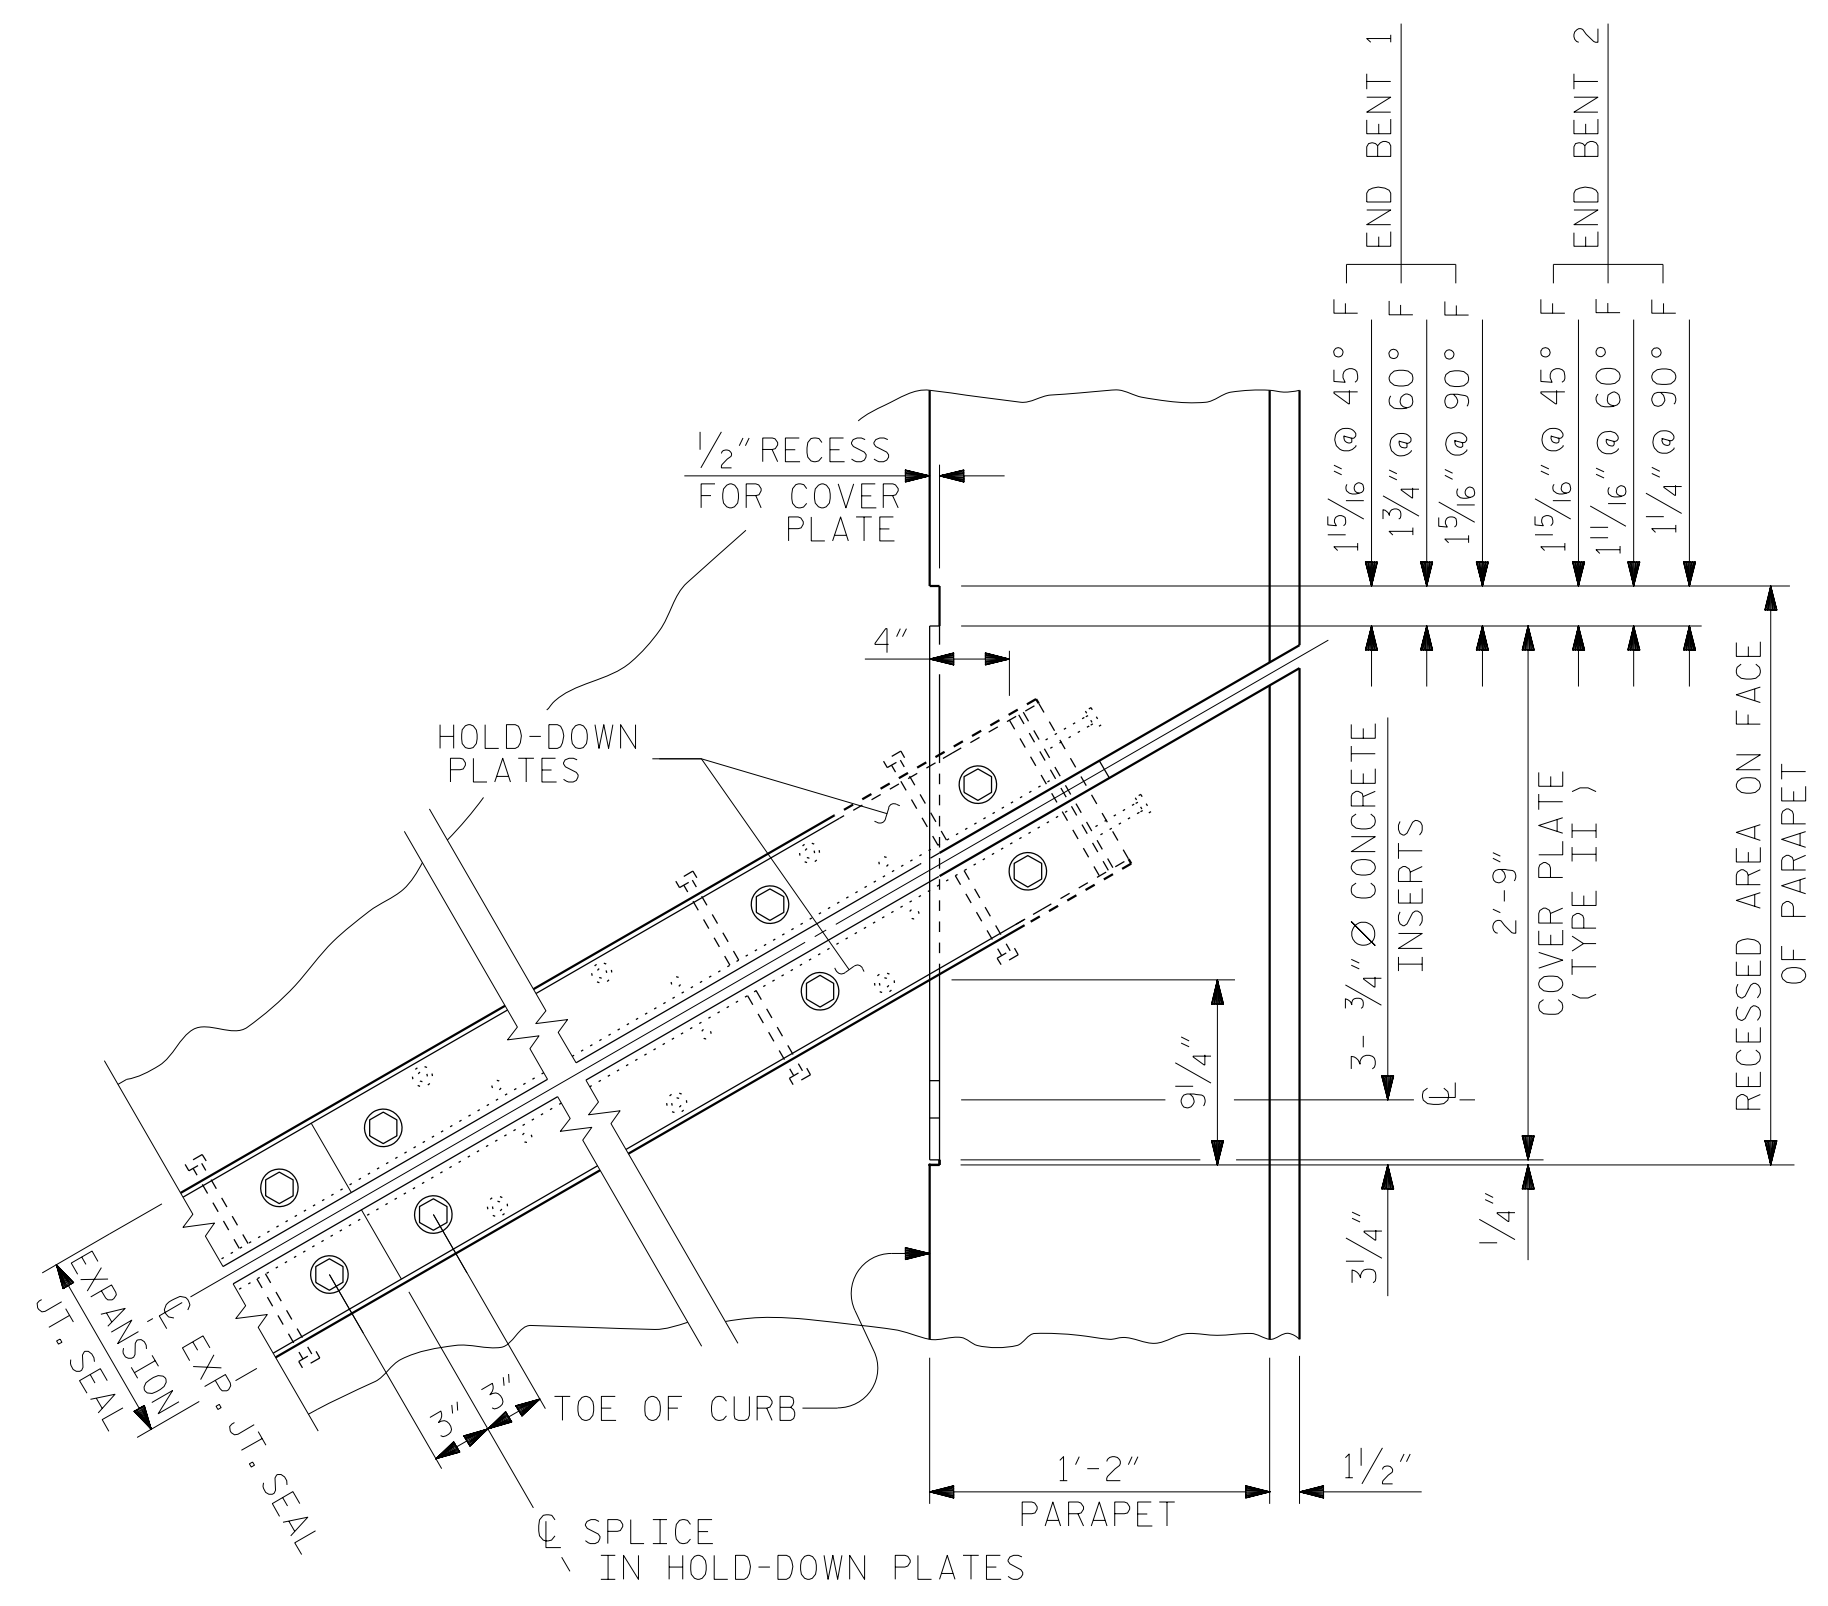 END BENT 1
END BENT 2
1 15/16" @ 45° F
1 3/4" @ 60° F
1 5/16" @ 90° F
1 15/16" @ 45° F
1 11/16" @ 60° F
1 1/4" @ 90° F
1/2" RECESS
FOR COVER
PLATE
4"
HOLD-DOWN
PLATES
3- 3/4" Ø CONCRETE
INSERTS
2'-9"
COVER PLATE
(TYPE II)
RECESSED AREA ON FACE
OF PARAPET
9 1/4"
℄
3 1/4"
1/4"
EXPANSION
JT. SEAL
℄ EXP. JT. SEAL
3"
3"
TOE OF CURB
1'-2"
PARAPET
1 1/2"
℄ SPLICE
IN HOLD-DOWN PLATES